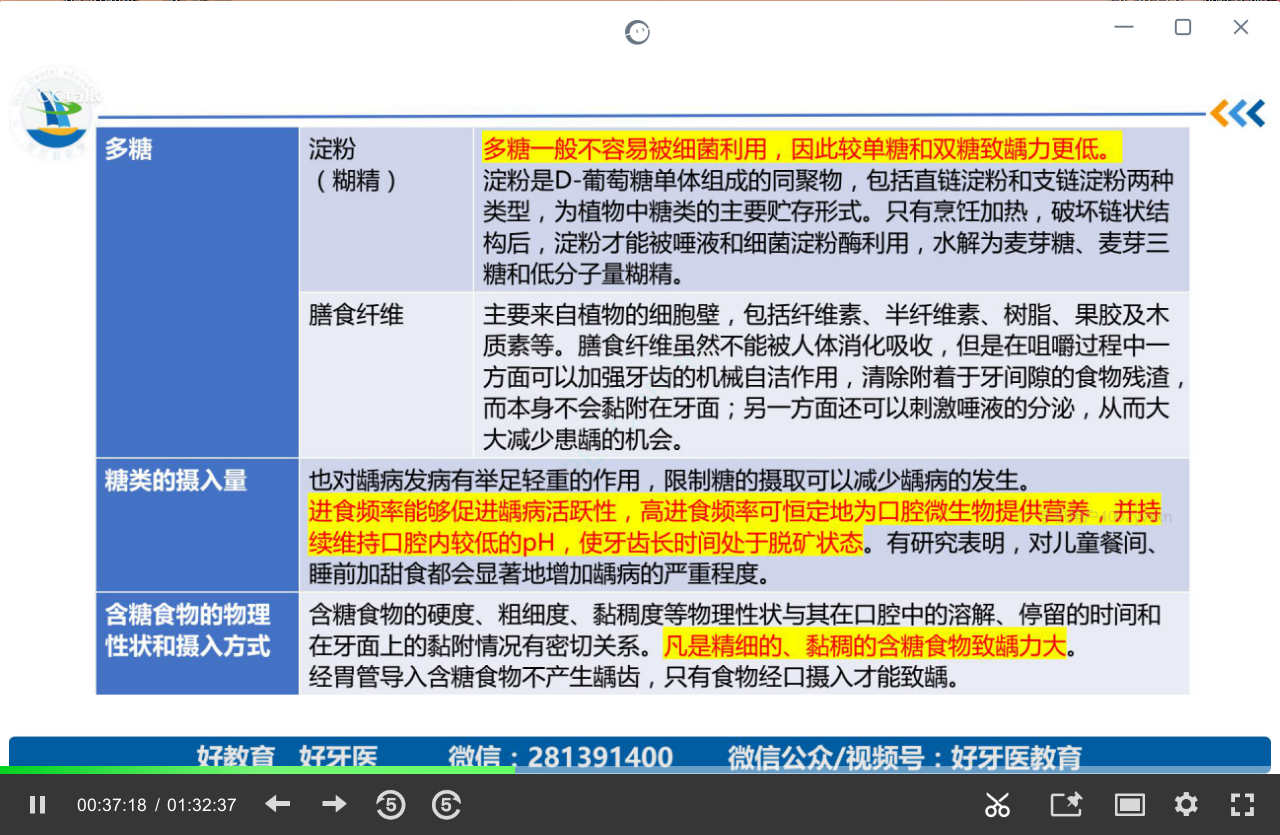 多糖
淀粉
（糊精）
多糖一般不容易被细菌利用，因此较单糖和双糖致龋力更低。
淀粉是D-葡萄糖单体组成的同聚物，包括直链淀粉和支链淀粉两种
类型，为植物中糖类的主要贮存形式。只有烹饪加热，破坏链状结
构后，淀粉才能被唾液和细菌淀粉酶利用，水解为麦芽糖、麦芽三
糖和低分子量糊精。
膳食纤维
主要来自植物的细胞壁，包括纤维素、半纤维素、树脂、果胶及木
质素等。膳食纤维虽然不能被人体消化吸收，但是在咀嚼过程中一
方面可以加强牙齿的机械自洁作用，清除附着于牙间隙的食物残渣，
而本身不会黏附在牙面；另一方面还可以刺激唾液的分泌，从而大
大减少患龋的机会。
糖类的摄入量
也对龋病发病有举足轻重的作用，限制糖的摄取可以减少龋病的发生。
进食频率能够促进龋病活跃性，高进食频率可恒定地为口腔微生物提供营养，并持
续维持口腔内较低的pH，使牙齿长时间处于脱矿状态。有研究表明，对儿童餐间、
睡前加甜食都会显著地增加龋病的严重程度。
含糖食物的物理
性状和摄入方式
含糖食物的硬度、粗细度、黏稠度等物理性状与其在口腔中的溶解、停留的时间和
在牙面上的黏附情况有密切关系。凡是精细的、黏稠的含糖食物致龋力大。
经胃管导入含糖食物不产生龋齿，只有食物经口摄入才能致龋。
好教育 好牙医 微信：281391400 微信公众/视频号：好牙医教育
00:37:18 / 01:32:37
5
5